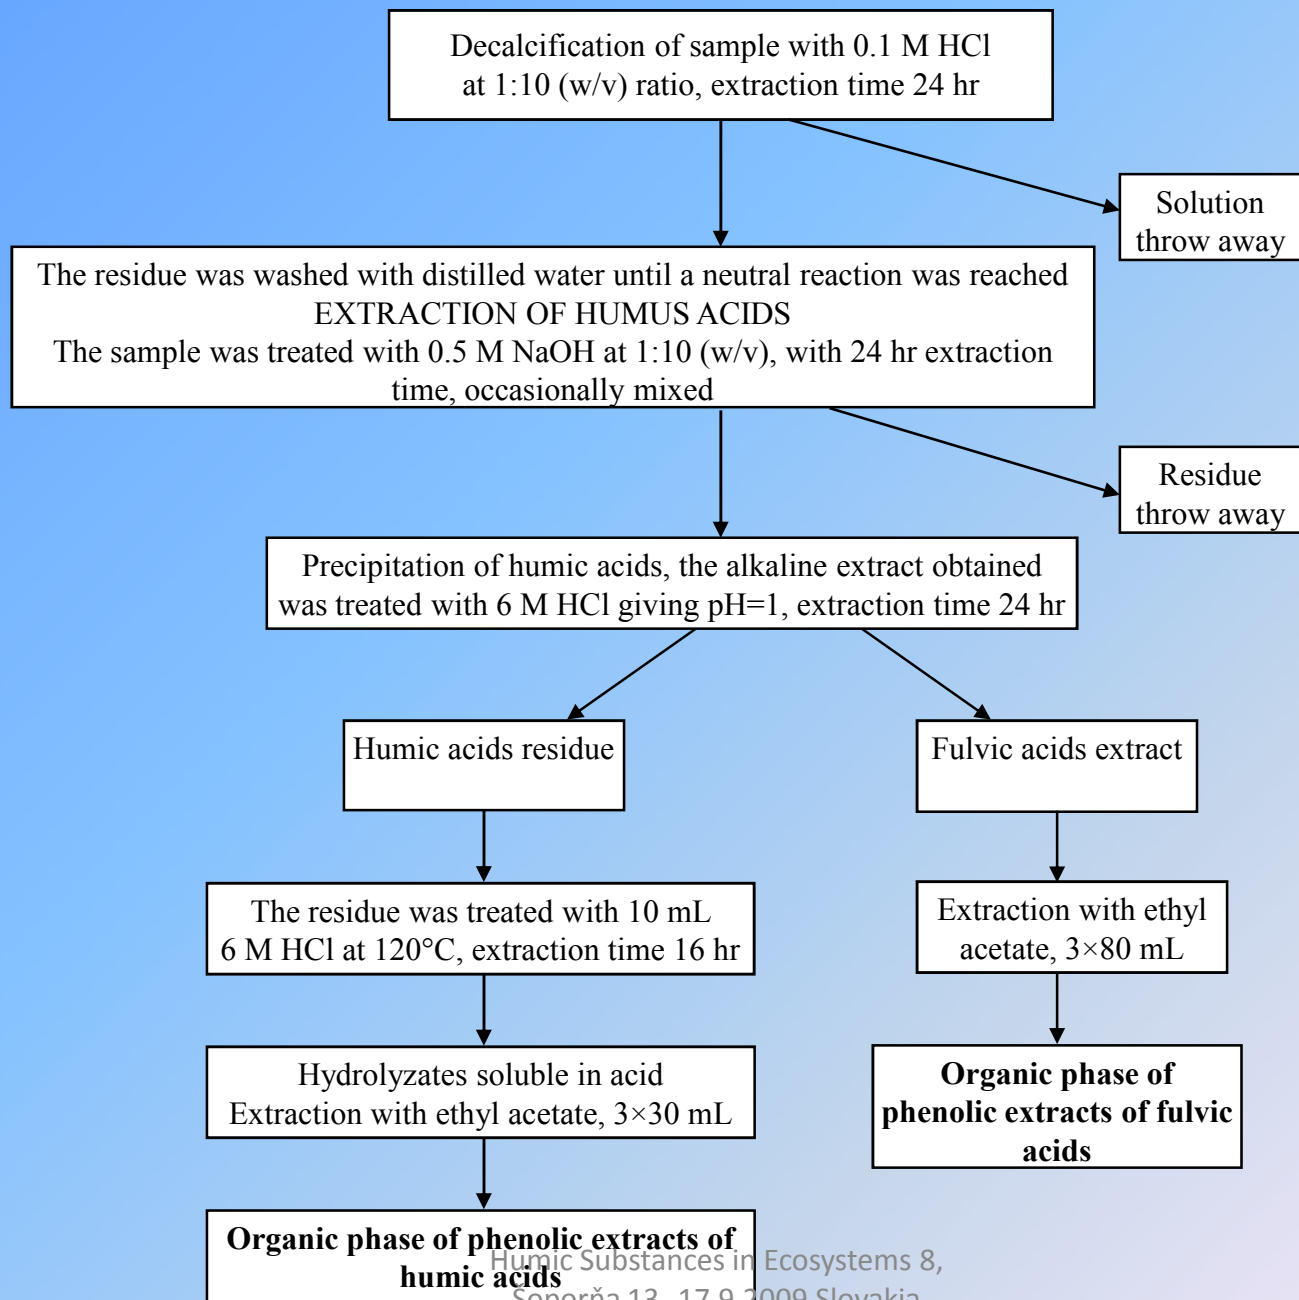 Decalcification of sample with 0.1 M HCl
at 1:10 (w/v) ratio, extraction time 24 hr
Solution
throw away
The residue was washed with distilled water until a neutral reaction was reached
EXTRACTION OF HUMUS ACIDS
The sample was treated with 0.5 M NaOH at 1:10 (w/v), with 24 hr extraction
time, occasionally mixed
Residue
throw away
Precipitation of humic acids, the alkaline extract obtained
was treated with 6 M HCl giving pH=1, extraction time 24 hr
Humic acids residue
Fulvic acids extract
The residue was treated with 10 mL
6 M HCl at 120°C, extraction time 16 hr
Extraction with ethyl
acetate, 3×80 mL
Hydrolyzates soluble in acid
Extraction with ethyl acetate, 3×30 mL
Organic phase of
phenolic extracts of fulvic
acids
Organic phase of phenolic extracts of
humic acids
Humic Substances in Ecosystems 8,
Šoporňa 13.-17.9.2009 Slovakia